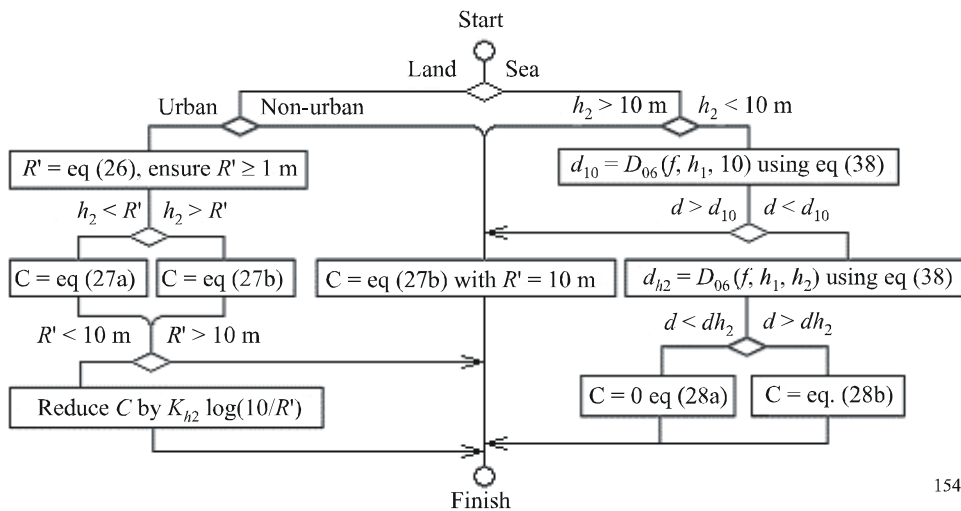 Start
Land
Sea
Urban
Non-urban
h₂ > 10 m
h₂ < 10 m
R' = eq (26), ensure R' ≥ 1 m
d₁₀ = D₀₆ (f, h₁, 10) using eq (38)
h₂ < R'
h₂ > R'
d > d₁₀
d < d₁₀
C = eq (27a)
C = eq (27b)
C = eq (27b) with R' = 10 m
dₕ₂ = D₀₆ (f, h₁, h₂) using eq (38)
R' < 10 m
R' > 10 m
d < dh₂
d > dh₂
Reduce C by Kₕ₂ log(10/R')
C = 0 eq (28a)
C = eq. (28b)
Finish
154